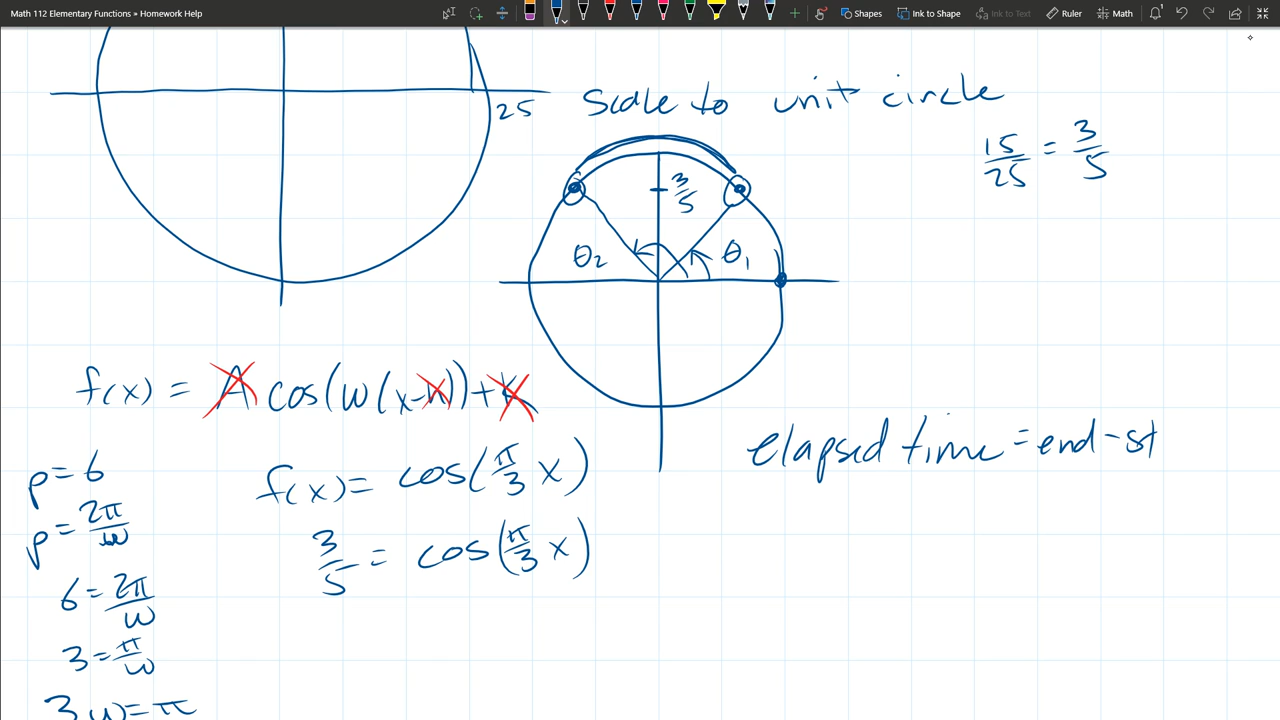 Math 112 Elementary Functions » Homework Help
Shapes
Ink to Shape
Ink to Text
Ruler
Math
25
Scale to unit circle
15/25 = 3/5
3/5
θ2
θ1
f(x) = A cos(w(x-h))+K
elapsed time = end - st
p = 6
f(x) = cos(π/3 x)
p = 2π/w
3/5 = cos(π/3 x)
6 = 2π/w
3 = π/w
3w = π